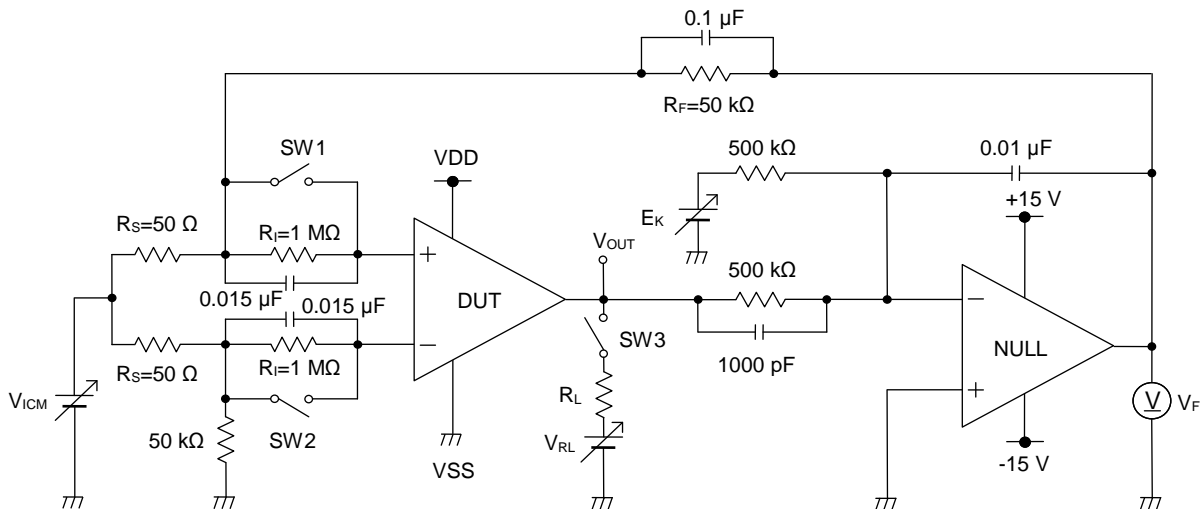 0.1 µF
RF=50 kΩ
SW1
VDD
500 kΩ
0.01 µF
+15 V
EK
RS=50 Ω
RI=1 MΩ
VOUT
500 kΩ
0.015 µF
0.015 µF
DUT
+
−
−
+
NULL
SW3
1000 pF
RS=50 Ω
RI=1 MΩ
VICM
SW2
RL
V
VF
50 kΩ
VSS
VRL
-15 V